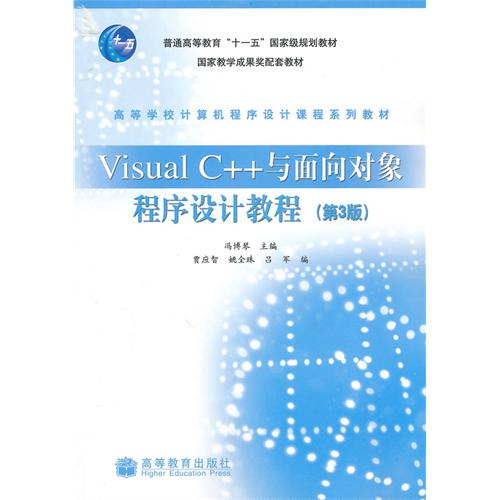 十一五
普通高等教育“十一五”国家级规划教材
国家教学成果奖配套教材
高等学校计算机程序设计课程系列教材
Visual C++与面向对象
程序设计教程（第3版）
冯博琴 主编
贾应智 姚全珠 吕 军 编
高等教育出版社
Higher Education Press